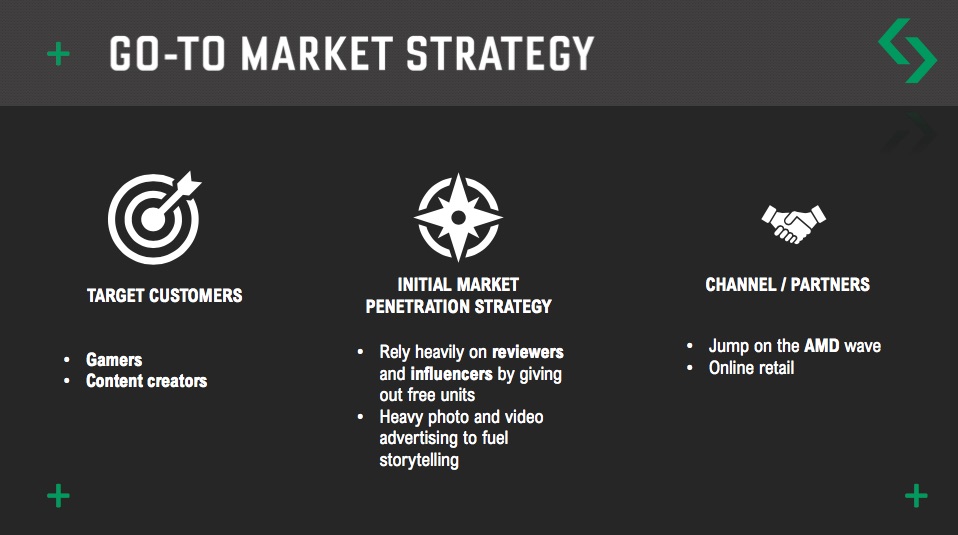 GO-TO MARKET STRATEGY
TARGET CUSTOMERS
• Gamers
• Content creators
INITIAL MARKET
PENETRATION STRATEGY
• Rely heavily on reviewers
and influencers by giving
out free units
• Heavy photo and video
advertising to fuel
storytelling
CHANNEL / PARTNERS
• Jump on the AMD wave
• Online retail